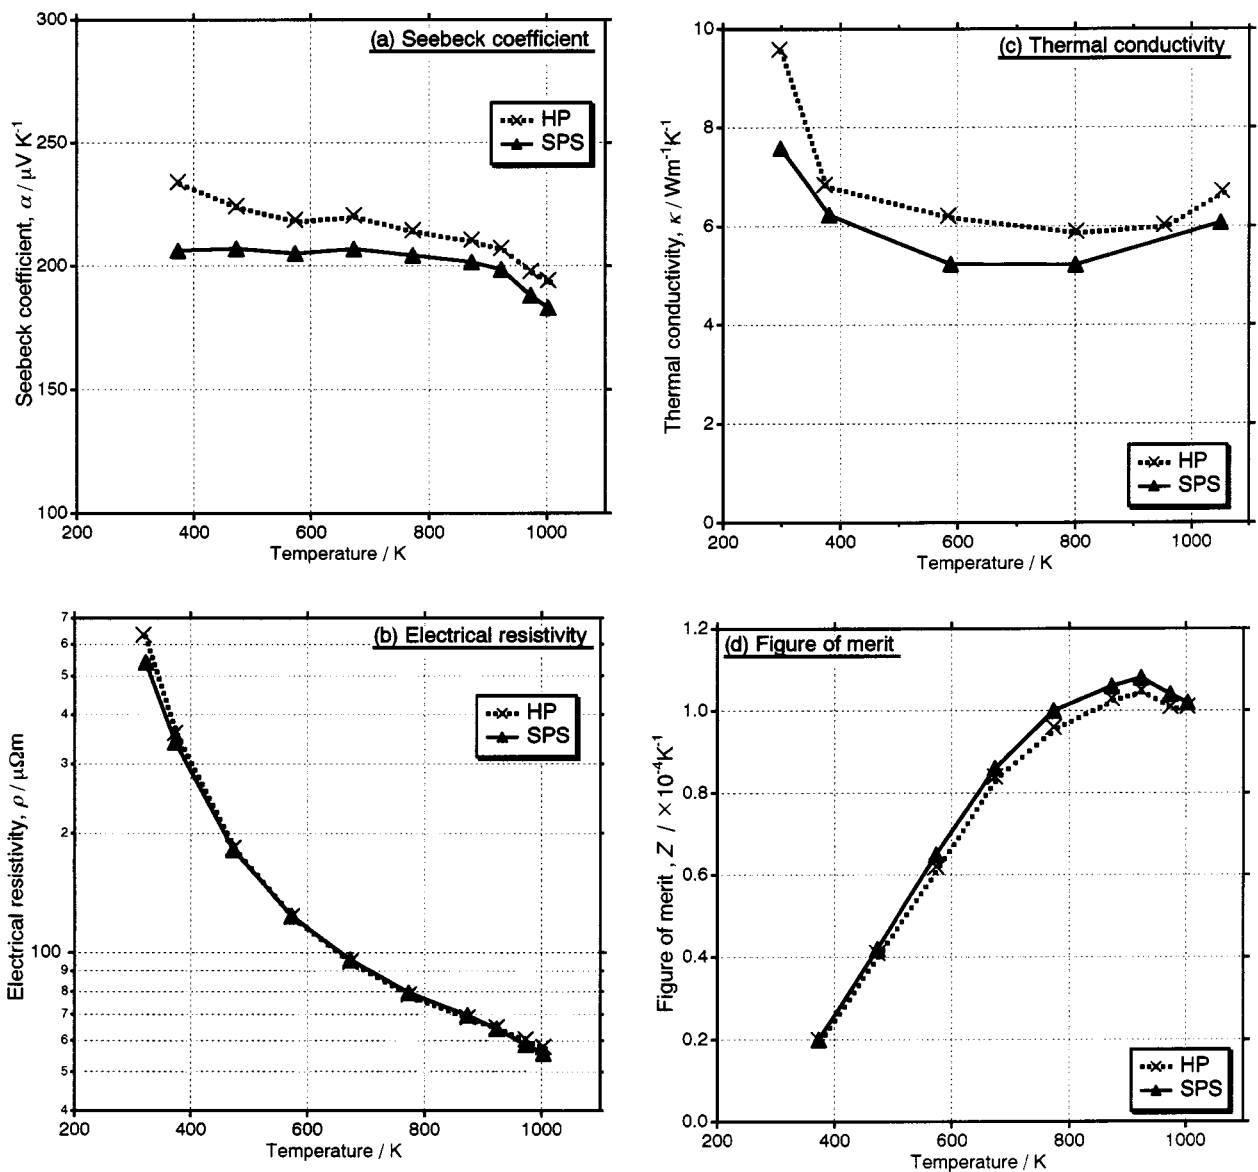 (a) Seebeck coefficient
HP
SPS
Seebeck coefficient, α / μV K⁻¹
300
250
200
150
100
200 400 600 800 1000
Temperature / K
(c) Thermal conductivity
HP
SPS
Thermal conductivity, κ / Wm⁻¹K⁻¹
10
8
6
4
2
0
200 400 600 800 1000
Temperature / K
(b) Electrical resistivity
HP
SPS
Electrical resistivity, ρ / μΩm
7
6
5
4
3
2
100
9
8
7
6
5
4
200 400 600 800 1000
Temperature / K
(d) Figure of merit
HP
SPS
Figure of merit , Z / ×10⁻⁴K⁻¹
1.2
1.0
0.8
0.6
0.4
0.2
0.0
200 400 600 800 1000
Temperature / K